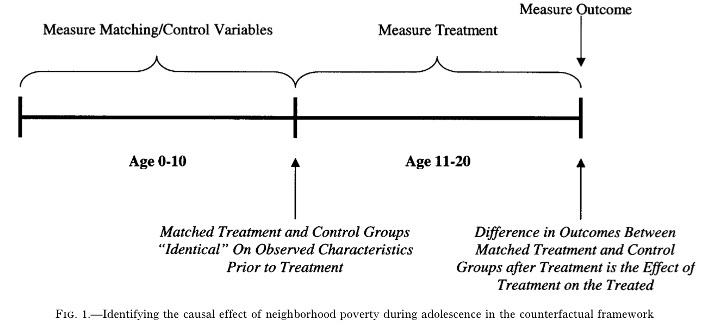 Measure Outcome
Measure Matching/Control Variables
Measure Treatment
Age 0-10
Age 11-20
Matched Treatment and Control Groups
“Identical” On Observed Characteristics
Prior to Treatment
Difference in Outcomes Between
Matched Treatment and Control
Groups after Treatment is the Effect of
Treatment on the Treated
FIG. 1.—Identifying the causal effect of neighborhood poverty during adolescence in the counterfactual framework